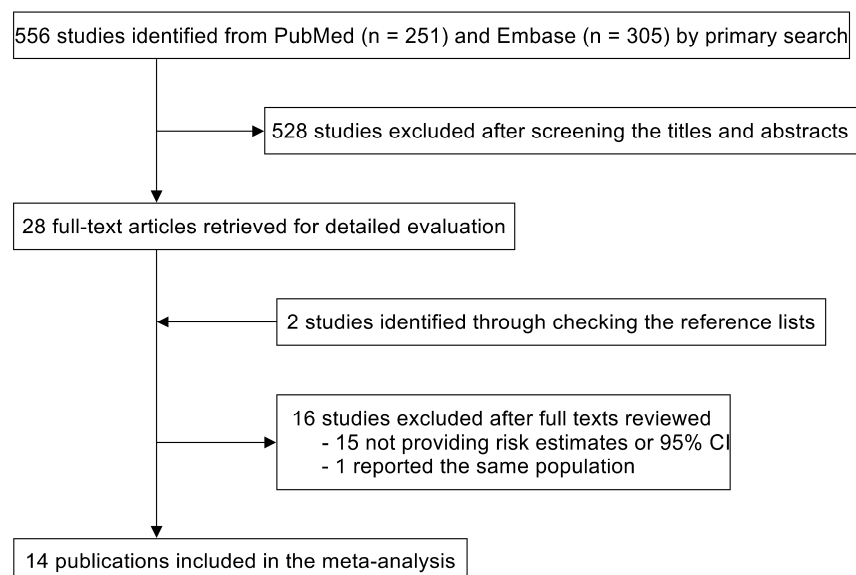 556 studies identified from PubMed (n = 251) and Embase (n = 305) by primary search
528 studies excluded after screening the titles and abstracts
28 full-text articles retrieved for detailed evaluation
2 studies identified through checking the reference lists
16 studies excluded after full texts reviewed
- 15 not providing risk estimates or 95% CI
- 1 reported the same population
14 publications included in the meta-analysis